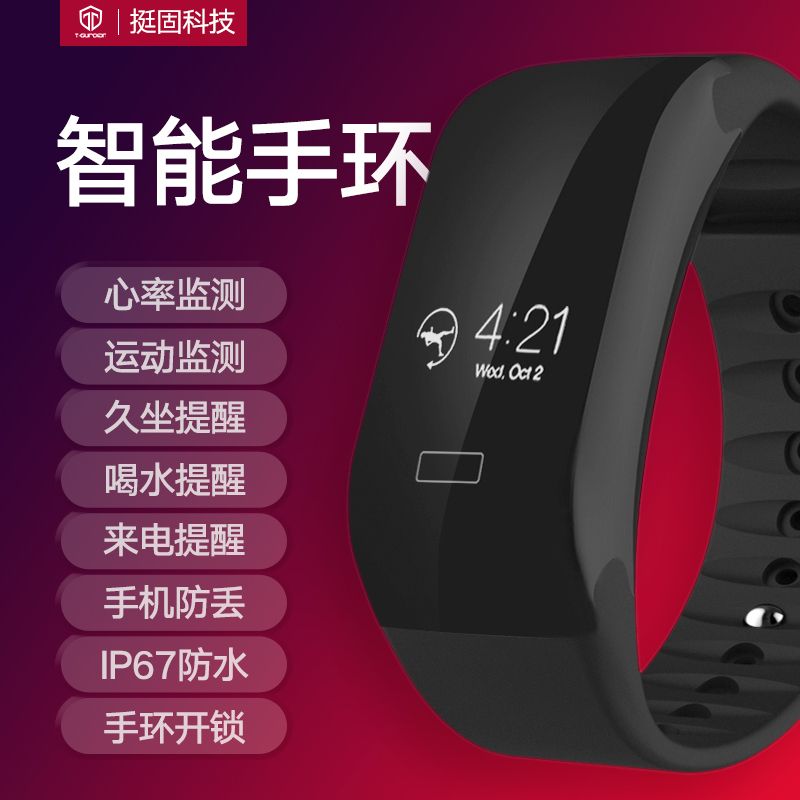 T-GURDER 挺固科技
智能手环
心率监测
运动监测
久坐提醒
喝水提醒
来电提醒
手机防丢
IP67防水
手环开锁
4:21
Wed, Oct 2